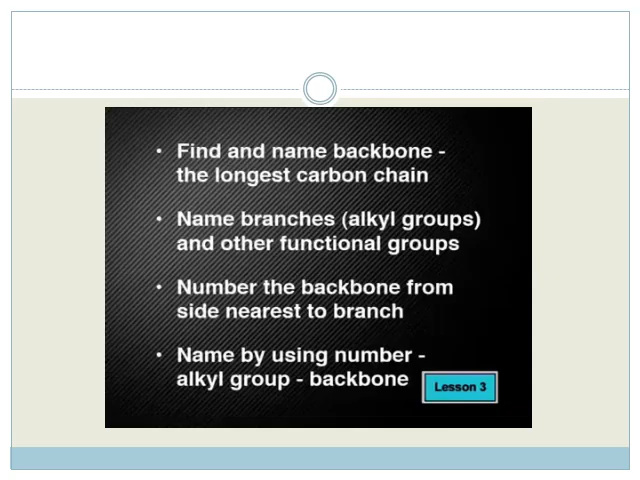 • Find and name backbone -
the longest carbon chain
• Name branches (alkyl groups)
and other functional groups
• Number the backbone from
side nearest to branch
• Name by using number -
alkyl group - backbone
Lesson 3